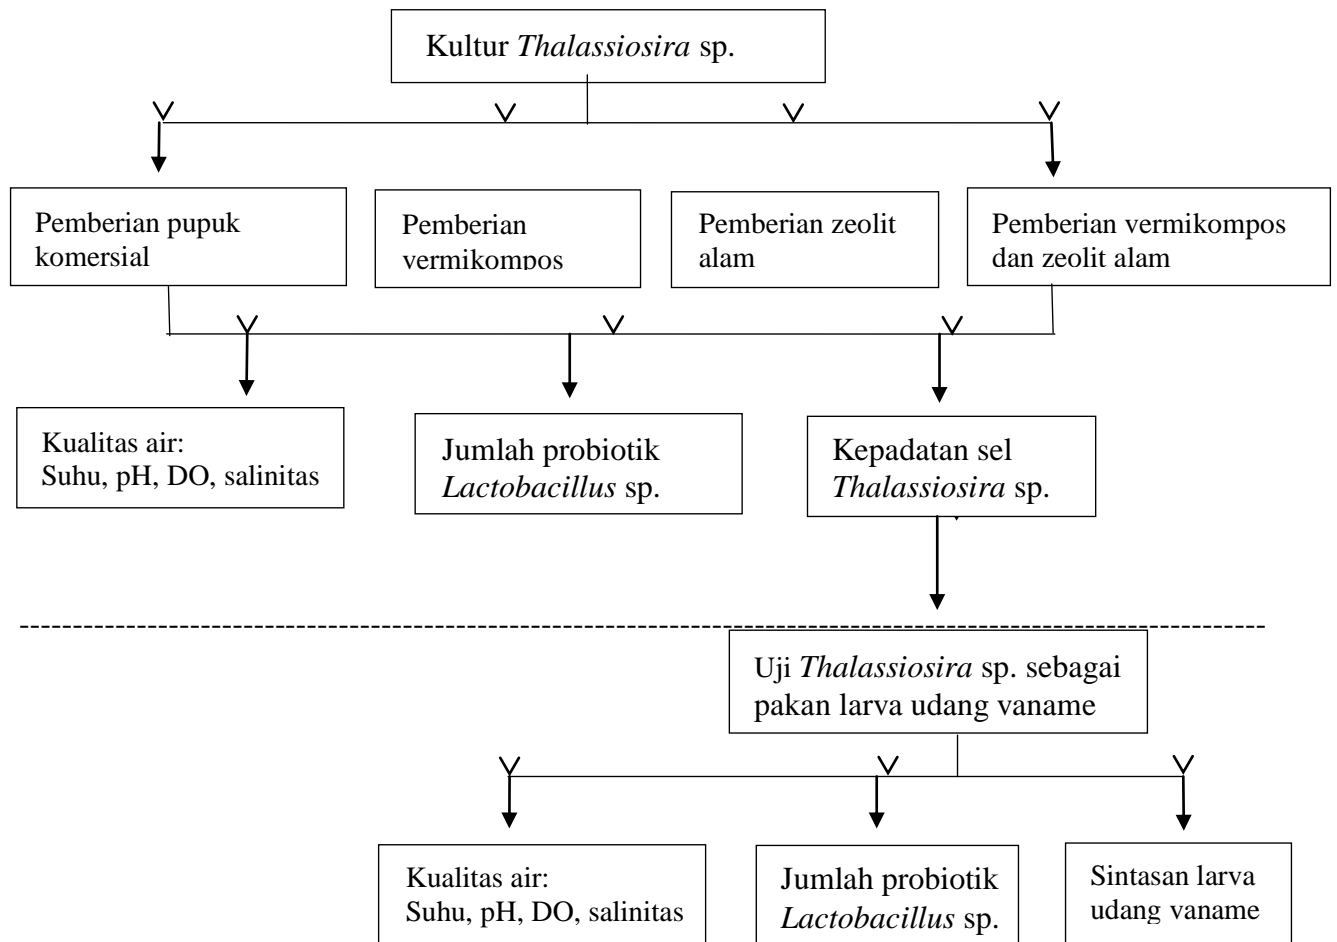 Kultur Thalassiosira sp.
Pemberian pupuk
komersial
Pemberian
vermikompos
Pemberian zeolit
alam
Pemberian vermikompos
dan zeolit alam
Kualitas air:
Suhu, pH, DO, salinitas
Jumlah probiotik
Lactobacillus sp.
Kepadatan sel
Thalassiosira sp.
Uji Thalassiosira sp. sebagai
pakan larva udang vaname
Kualitas air:
Suhu, pH, DO, salinitas
Jumlah probiotik
Lactobacillus sp.
Sintasan larva
udang vaname